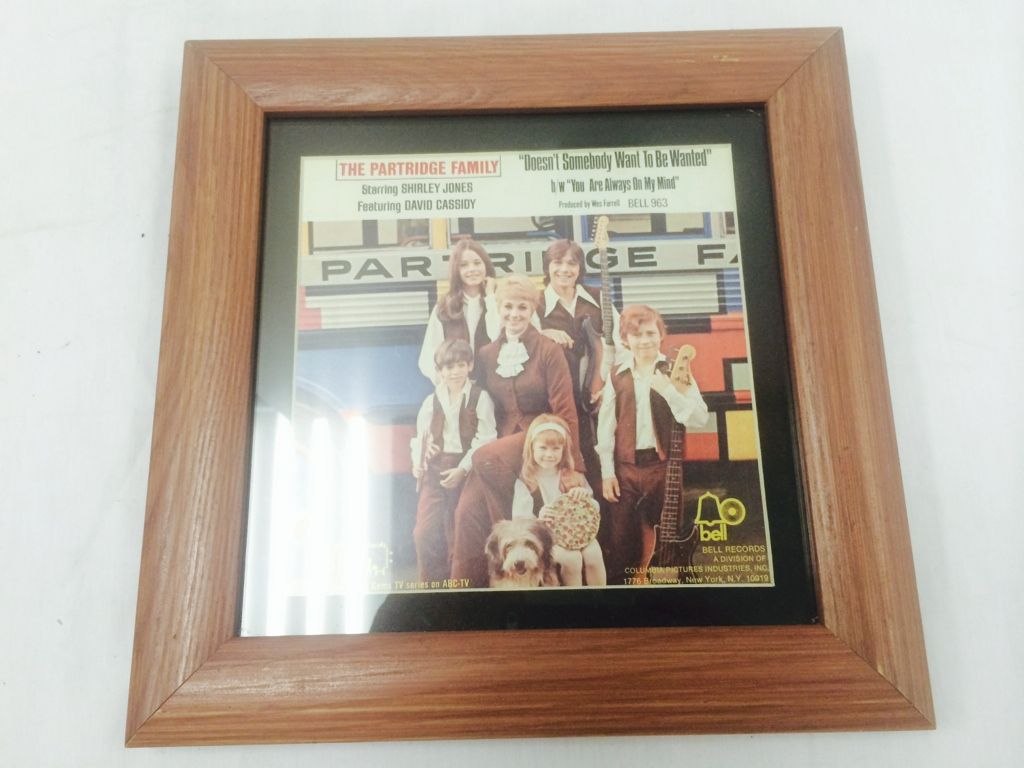 THE PARTRIDGE FAMILY
Starring SHIRLEY JONES
Featuring DAVID CASSIDY
"Doesn't Somebody Want To Be Wanted"
b/w "You Are Always On My Mind"
Produced by Wes Farrell BELL 963
PARTRIDGE FA
bell
BELL RECORDS
A DIVISION OF
COLUMBIA PICTURES INDUSTRIES, INC.
1776 Broadway, New York, N.Y. 10019
TV series on ABC-TV